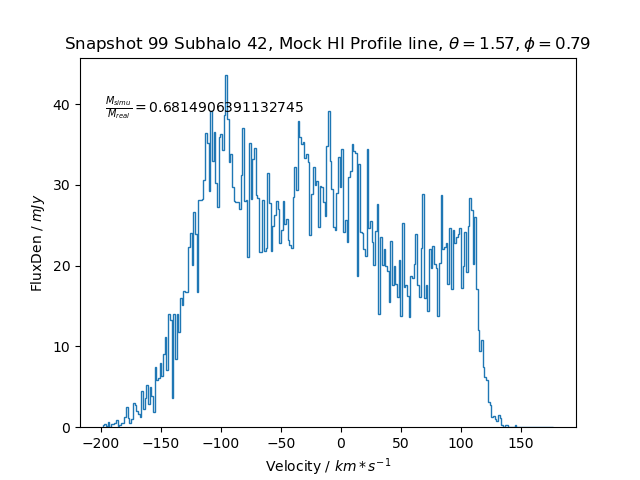 Snapshot 99 Subhalo 42, Mock HI Profile line, θ = 1.57, ϕ = 0.79
M_simu/M_real = 0.6814906391132745
FluxDen / mJy
40
30
20
10
0
−200 −150 −100 −50 0 50 100 150
Velocity / km * s^−1